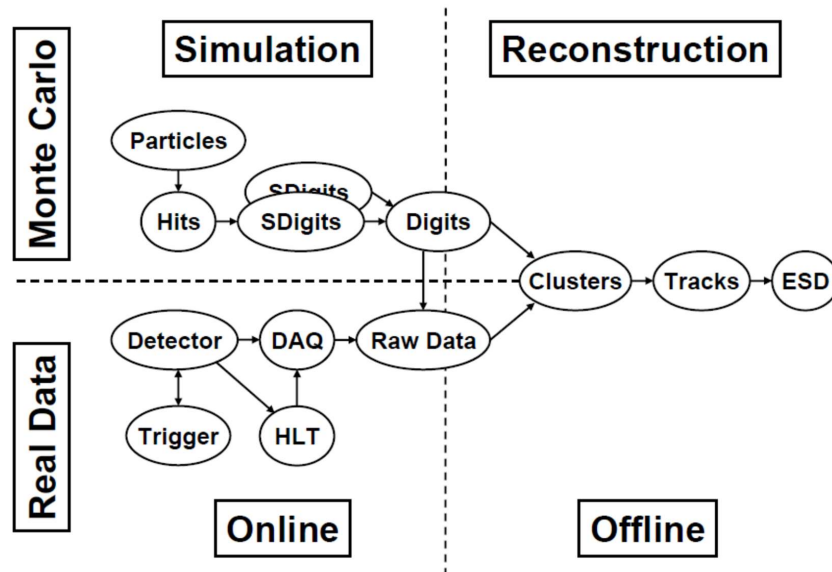 Simulation
Reconstruction
Monte Carlo
Particles
SDigits
Hits
SDigits
Digits
Clusters
Tracks
ESD
Real Data
Detector
DAQ
Raw Data
Trigger
HLT
Online
Offline